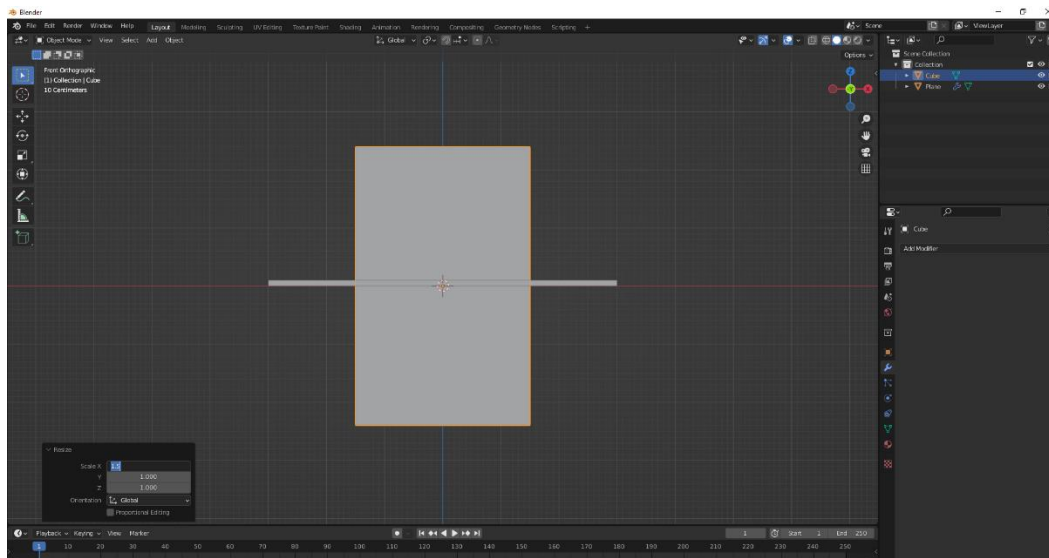 Blender
File Edit Render Window Help Layout Modeling Sculpting UV Editing Texture Paint Shading Animation Rendering Compositing Geometry Nodes Scripting + Scene ViewLayer
Object Mode View Select Add Object Global
Options
Front Orthographic
(1) Collection | Cube
10 Centimeters
Scene Collection
Collection
Cube
Plano
Cube
Add Modifier
Resize
Scale X 1.5
Y 1.000
Z 1.000
Orientation Global
Proportional Editing
Playback Keying View Marker 1 Start 1 End 250
1 10 20 30 40 50 60 70 80 90 100 110 120 130 140 150 160 170 180 190 200 210 220 230 240 250